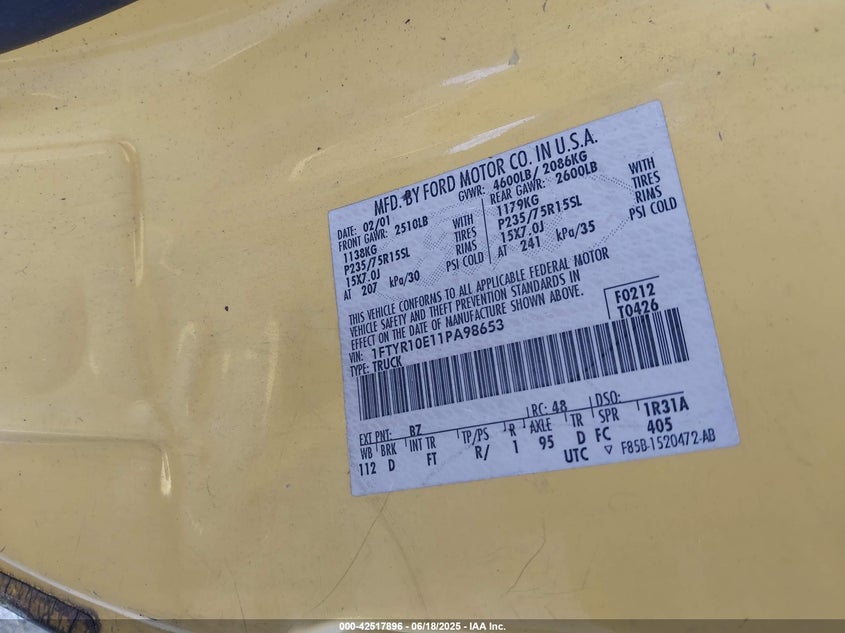 MFD. BY FORD MOTOR CO. IN U.S.A.
DATE: 02/01 GVWR: 4600LB/ 2086KG
FRONT GAWR: 2510LB REAR GAWR: 2600LB
1138KG WITH 1179KG WITH
P235/75R15SL TIRES P235/75R15SL TIRES
15X7.0J RIMS 15X7.0J RIMS
AT 207 kPa/30 PSI COLD AT 241 kPa/35 PSI COLD
THIS VEHICLE CONFORMS TO ALL APPLICABLE FEDERAL MOTOR
VEHICLE SAFETY AND THEFT PREVENTION STANDARDS IN
EFFECT ON THE DATE OF MANUFACTURE SHOWN ABOVE.
F0212
T0426
VIN: 1FTYR10E11PA98653
TYPE: TRUCK
EXT PNT: BZ RC: 48 DSO:
WB BRK INT TR TP/PS R AXLE TR SPR 1R31A
112 D FT R/ 1 95 D FC 405
UTC ▽ F85B-1520472-AB
000-42517896 - 06/18/2025 - IAA Inc.